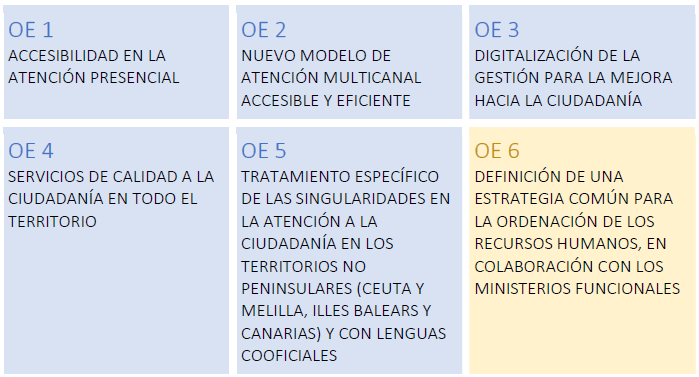 OE 1
ACCESIBILIDAD EN LA
ATENCIÓN PRESENCIAL
OE 2
NUEVO MODELO DE
ATENCIÓN MULTICANAL
ACCESIBLE Y EFICIENTE
OE 3
DIGITALIZACIÓN DE LA
GESTIÓN PARA LA MEJORA
HACIA LA CIUDADANÍA
OE 4
SERVICIOS DE CALIDAD A LA
CIUDADANÍA EN TODO EL
TERRITORIO
OE 5
TRATAMIENTO ESPECÍFICO
DE LAS SINGULARIDADES EN
LA ATENCIÓN A LA
CIUDADANÍA EN LOS
TERRITORIOS NO
PENINSULARES (CEUTA Y
MELILLA, ILLES BALEARS Y
CANARIAS) Y CON LENGUAS
COOFICIALES
OE 6
DEFINICIÓN DE UNA
ESTRATEGIA COMÚN PARA
LA ORDENACIÓN DE LOS
RECURSOS HUMANOS, EN
COLABORACIÓN CON LOS
MINISTERIOS FUNCIONALES